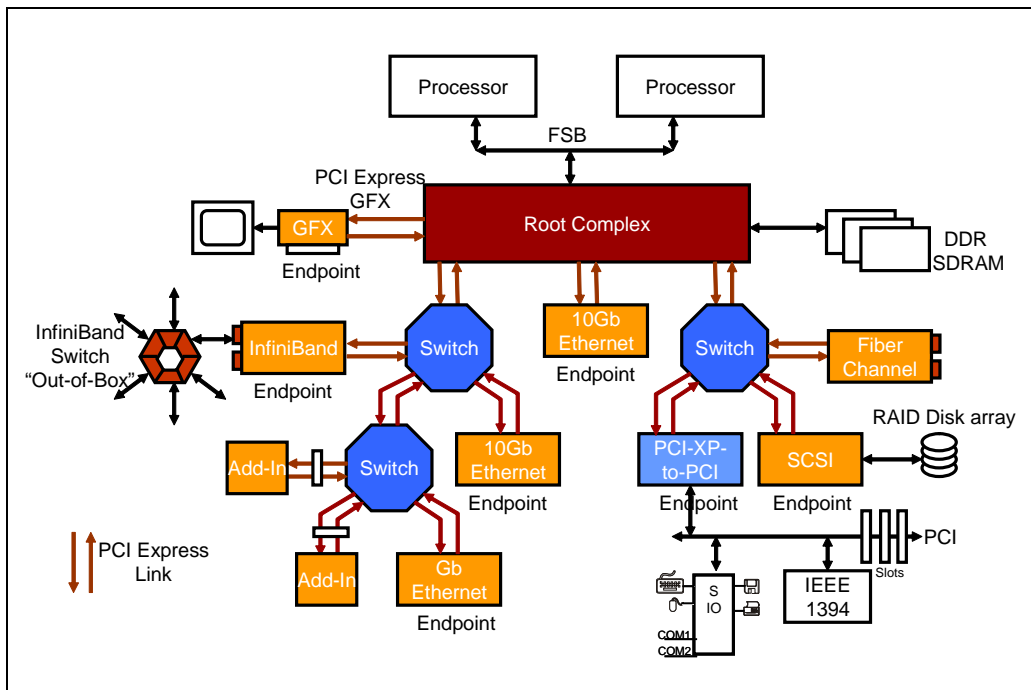 Processor
Processor
FSB
PCI Express
GFX
GFX
Endpoint
Root Complex
DDR
SDRAM
InfiniBand
Switch
“Out-of-Box”
InfiniBand
Endpoint
Switch
10Gb
Ethernet
Endpoint
Switch
Fiber
Channel
Add-In
Switch
10Gb
Ethernet
Endpoint
PCI-XP-
to-PCI
Endpoint
SCSI
Endpoint
RAID Disk array
PCI Express
Link
Add-In
Gb
Ethernet
Endpoint
PCI
Slots
S
IO
COM1
COM2
IEEE
1394